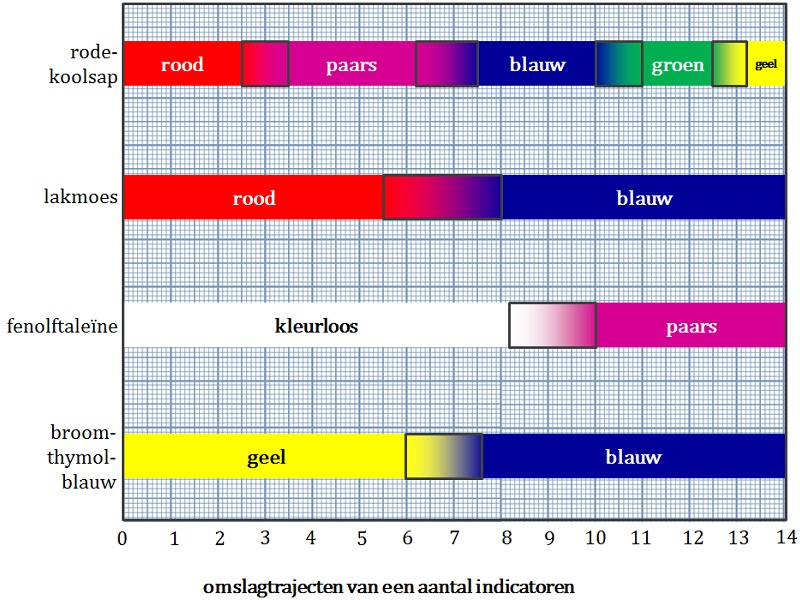 rode-
koolsap
rood
paars
blauw
groen
geel
lakmoes
rood
blauw
fenolftaleïne
kleurloos
paars
broom-
thymol-
blauw
geel
blauw
0 1 2 3 4 5 6 7 8 9 10 11 12 13 14
omslagtrajecten van een aantal indicatoren